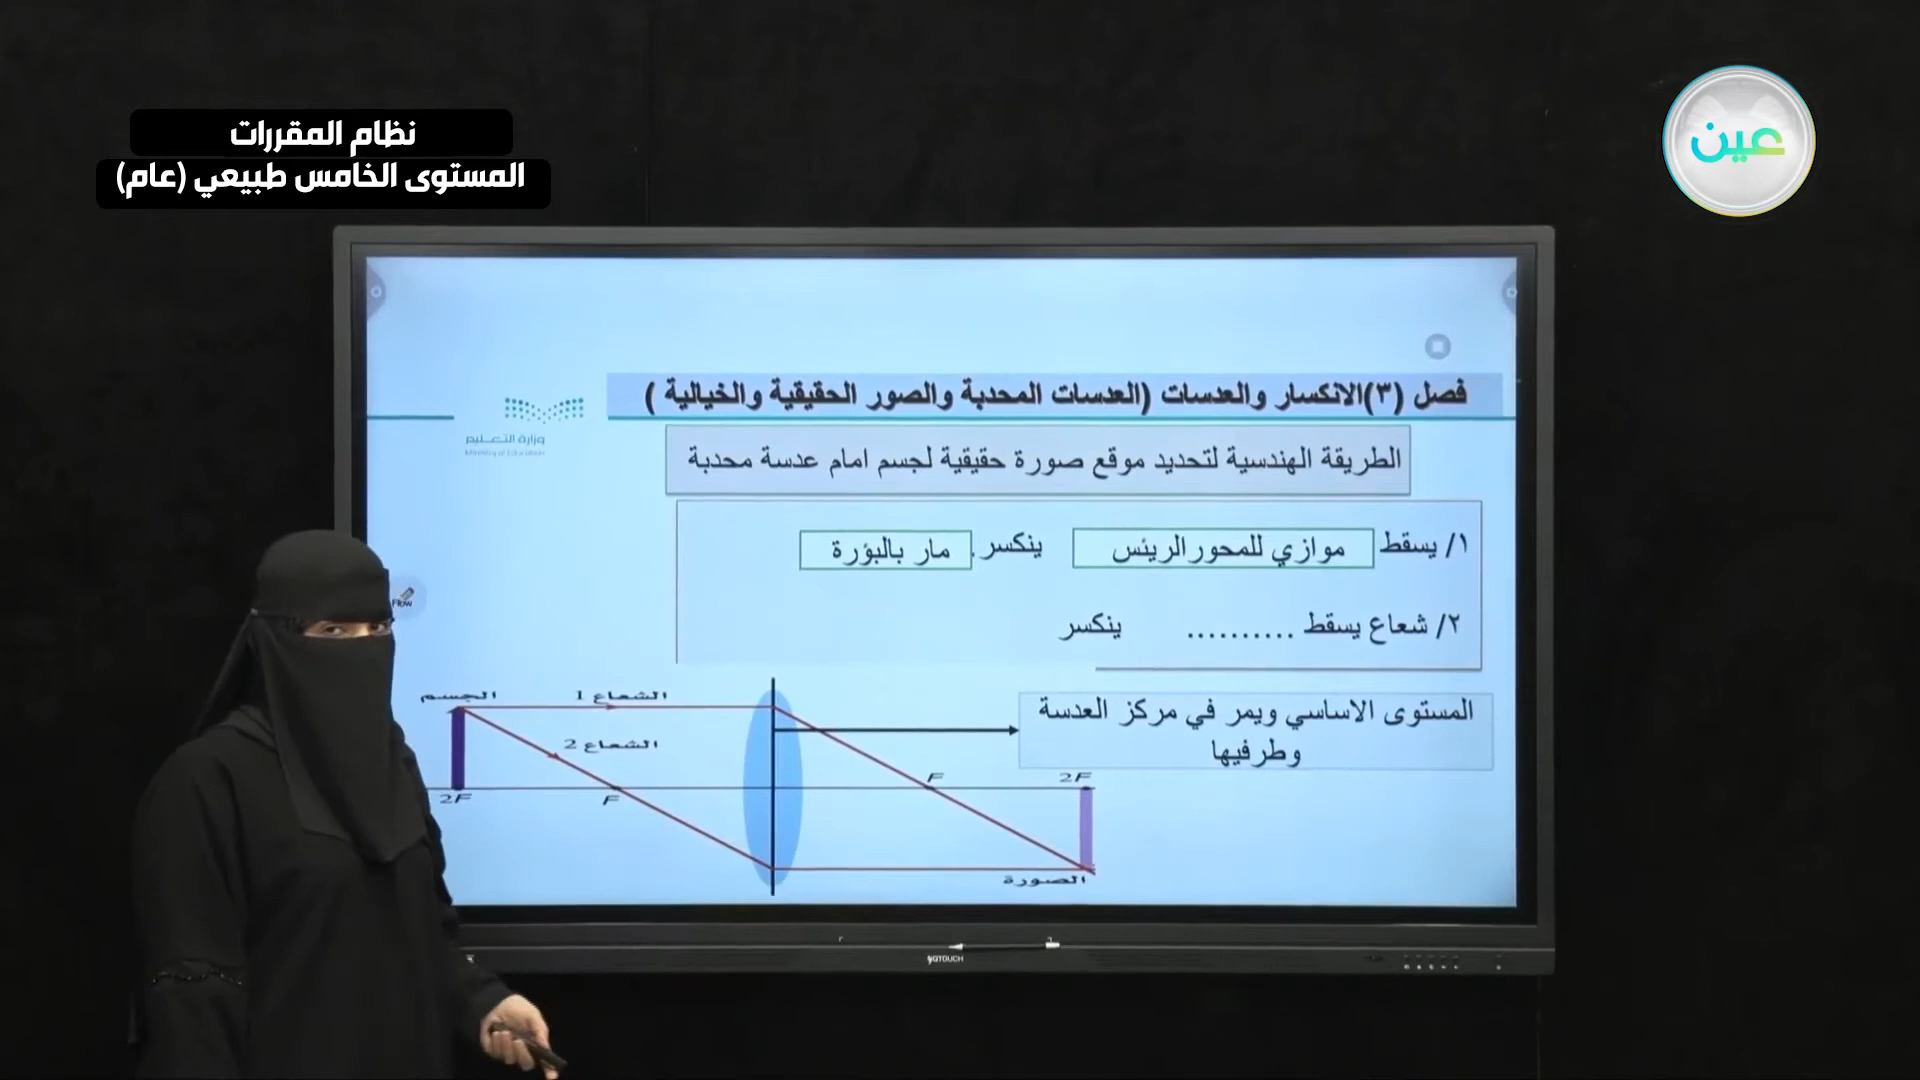 نظام المقررات
المستوى الخامس طبيعي (عام)
عين
فصل (٣)الانكسار والعدسات (العدسات المحدبة والصور الحقيقية والخيالية )
وزارة التعليم
Ministry of Education
الطريقة الهندسية لتحديد موقع صورة حقيقية لجسم امام عدسة محدبة
١/ يسقط موازي للمحور الريئس ينكسر. مار بالبؤرة
٢/ شعاع يسقط .......... ينكسر
Flow
المستوى الاساسي ويمر في مركز العدسة
وطرفيها
الجسم
الشعاع 1
الشعاع 2
F
2F
2F
F
الصورة